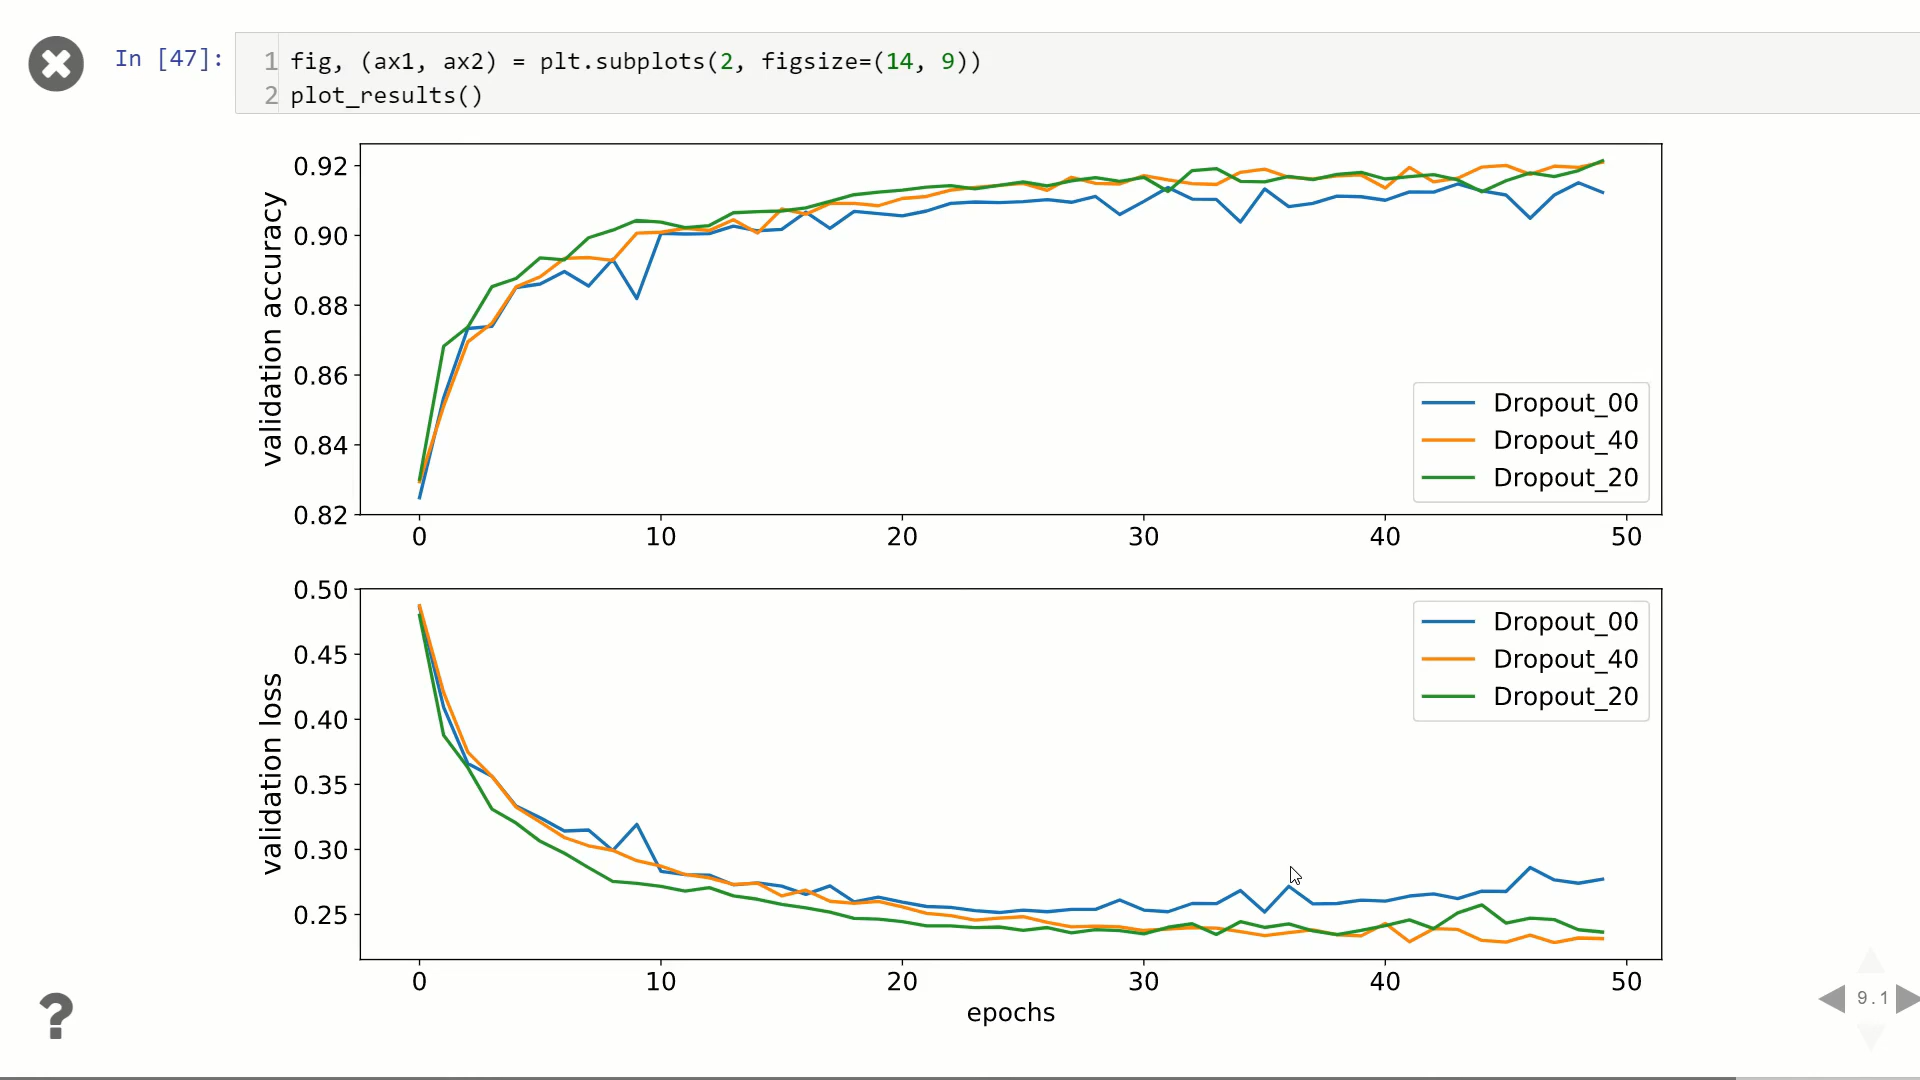 In [47]:
1 fig, (ax1, ax2) = plt.subplots(2, figsize=(14, 9))
2 plot_results()
validation accuracy
0.92
0.90
0.88
0.86
0.84
0.82
0 10 20 30 40 50
Dropout_00
Dropout_40
Dropout_20
validation loss
0.50
0.45
0.40
0.35
0.30
0.25
0 10 20 30 40 50
epochs
Dropout_00
Dropout_40
Dropout_20
?
9.1